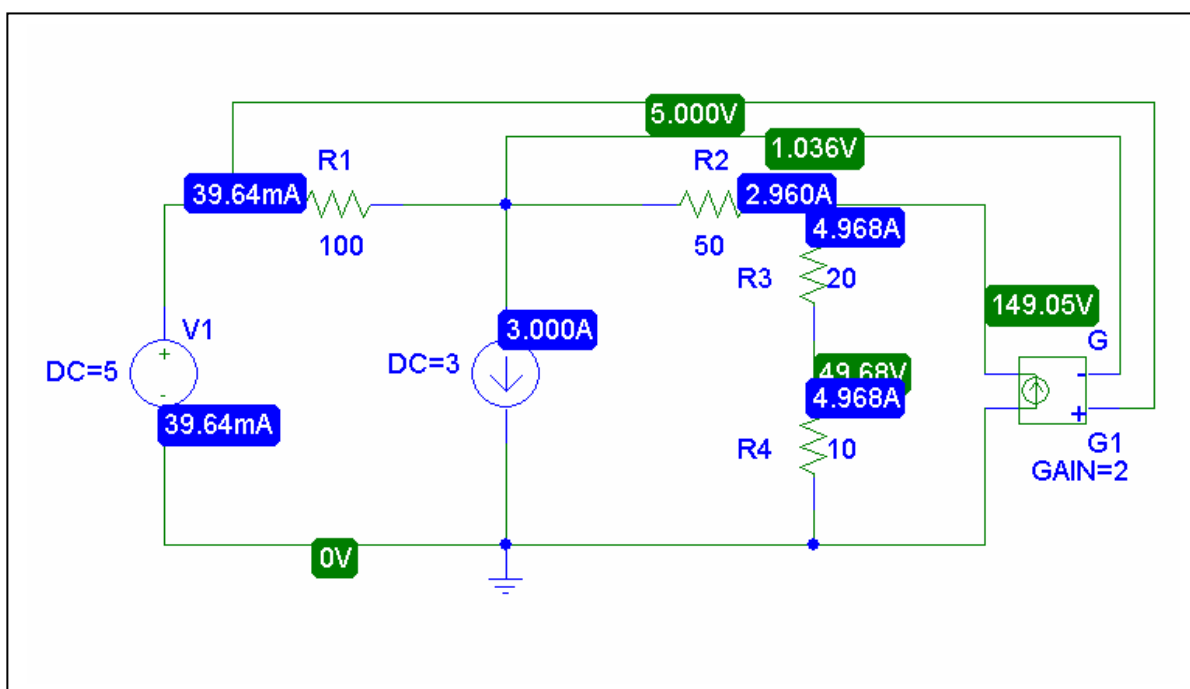 5.000V
1.036V
R1
R2
39.64mA
2.960A
4.968A
100
50
R3
20
149.05V
V1
3.000A
G
DC=5
DC=3
49.68V
-
+
4.968A
39.64mA
R4
10
G1
GAIN=2
0V